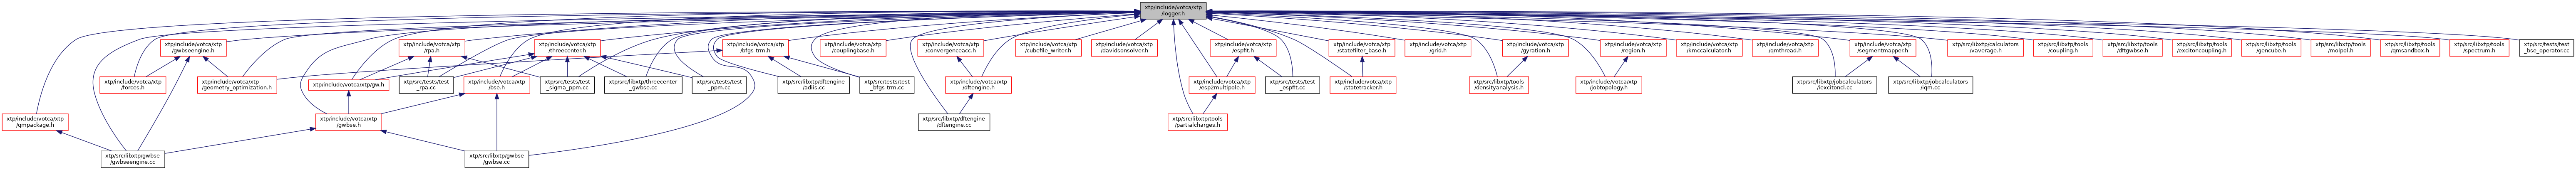 xtp/include/votca/xtp
/logger.h
xtp/include/votca/xtp
/gwbseengine.h
xtp/include/votca/xtp
/rpa.h
xtp/include/votca/xtp
/threecenter.h
xtp/include/votca/xtp
/bfgs-trm.h
xtp/include/votca/xtp
/couplingbase.h
xtp/include/votca/xtp
/convergenceacc.h
xtp/include/votca/xtp
/cubefile_writer.h
xtp/include/votca/xtp
/davidsonsolver.h
xtp/include/votca/xtp
/espfit.h
xtp/include/votca/xtp
/statefilter_base.h
xtp/include/votca/xtp
/grid.h
xtp/include/votca/xtp
/gyration.h
xtp/include/votca/xtp
/region.h
xtp/include/votca/xtp
/kmccalculator.h
xtp/include/votca/xtp
/qmthread.h
xtp/include/votca/xtp
/segmentmapper.h
xtp/src/libxtp/calculators
/vaverage.h
xtp/src/libxtp/tools
/coupling.h
xtp/src/libxtp/tools
/dftgwbse.h
xtp/src/libxtp/tools
/excitoncoupling.h
xtp/src/libxtp/tools
/gencube.h
xtp/src/libxtp/tools
/molpol.h
xtp/src/libxtp/tools
/qmsandbox.h
xtp/src/libxtp/tools
/spectrum.h
xtp/src/tests/test
_bse_operator.cc
xtp/include/votca/xtp
/forces.h
xtp/include/votca/xtp
/geometry_optimization.h
xtp/include/votca/xtp/gw.h
xtp/src/tests/test
_rpa.cc
xtp/include/votca/xtp
/bse.h
xtp/src/tests/test
_sigma_ppm.cc
xtp/src/libxtp/threecenter
_gwbse.cc
xtp/src/tests/test
_ppm.cc
xtp/src/libxtp/dftengine
/adiis.cc
xtp/src/tests/test
_bfgs-trm.cc
xtp/include/votca/xtp
/dftengine.h
xtp/include/votca/xtp
/esp2multipole.h
xtp/src/tests/test
_espfit.cc
xtp/include/votca/xtp
/statetracker.h
xtp/src/libxtp/tools
/densityanalysis.h
xtp/include/votca/xtp
/jobtopology.h
xtp/src/libxtp/jobcalculators
/iexcitoncl.cc
xtp/src/libxtp/jobcalculators
/iqm.cc
xtp/include/votca/xtp
/qmpackage.h
xtp/include/votca/xtp
/gwbse.h
xtp/src/libxtp/dftengine
/dftengine.cc
xtp/src/libxtp/tools
/partialcharges.h
xtp/src/libxtp/gwbse
/gwbseengine.cc
xtp/src/libxtp/gwbse
/gwbse.cc